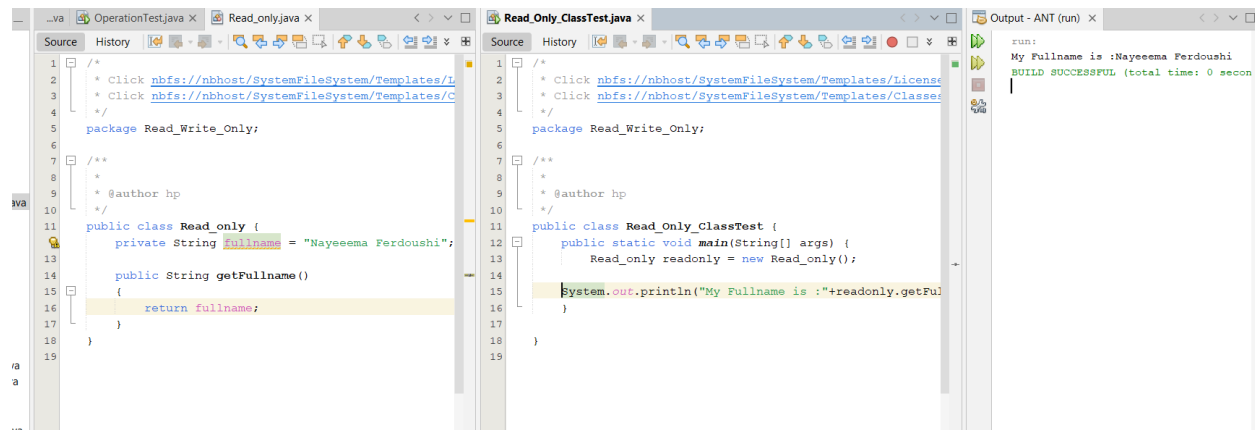 ...va OperationTest.java × Read_only.java ×
Source History
1 /*
2 * Click nbfs://nbhost/SystemFileSystem/Templates/L
3 * Click nbfs://nbhost/SystemFileSystem/Templates/C
4 */
5 package Read_Write_Only;
6
7 /**
8 *
9 * @author hp
10 */
11 public class Read_only {
private String fullname = "Nayeeema Ferdoushi";
13
14 public String getFullname()
15 {
16 return fullname;
17 }
18 }
19
Read_Only_ClassTest.java ×
Source History
1 /*
2 * Click nbfs://nbhost/SystemFileSystem/Templates/License
3 * Click nbfs://nbhost/SystemFileSystem/Templates/Classes
4 */
5 package Read_Write_Only;
6
7 /**
8 *
9 * @author hp
10 */
11 public class Read_Only_ClassTest {
12 public static void main(String[] args) {
13 Read_only readonly = new Read_only();
14
15 System.out.println("My Fullname is :"+readonly.getFul
16 }
17
18 }
19
Output - ANT (run) ×
run:
My Fullname is :Nayeeema Ferdoushi
BUILD SUCCESSFUL (total time: 0 secon
ava
va
a